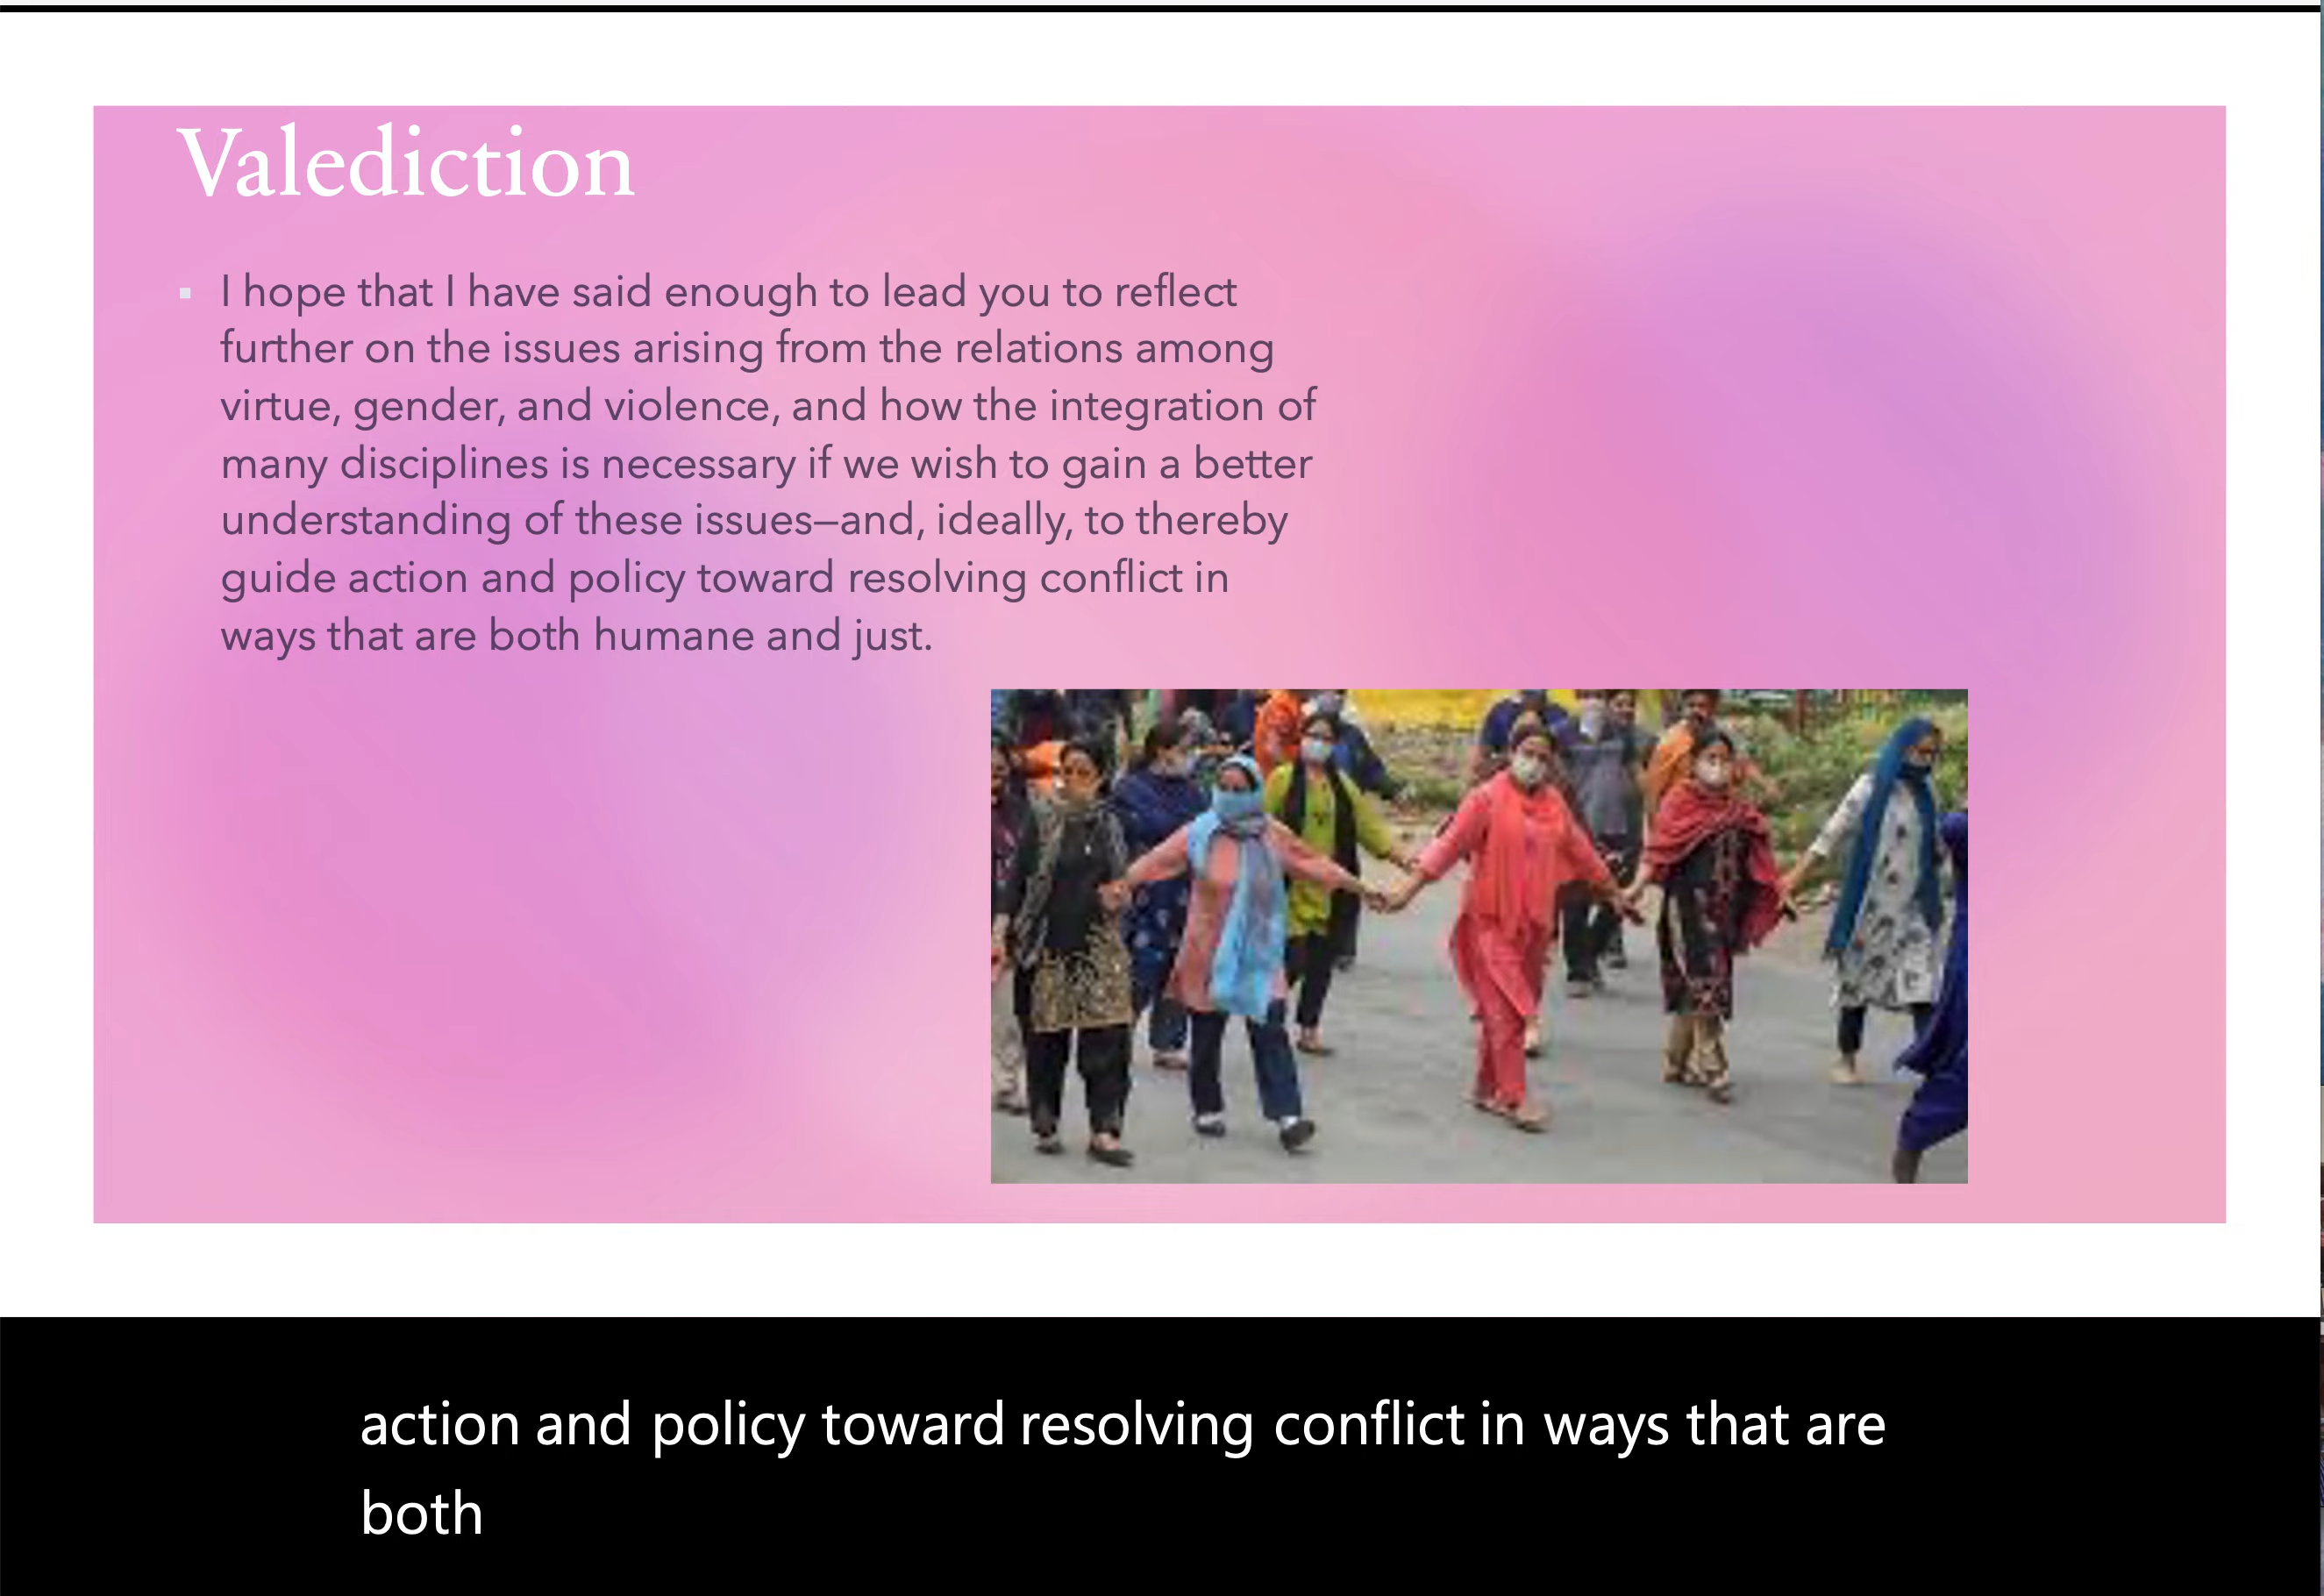 Valediction
I hope that I have said enough to lead you to reflect
further on the issues arising from the relations among
virtue, gender, and violence, and how the integration of
many disciplines is necessary if we wish to gain a better
understanding of these issues—and, ideally, to thereby
guide action and policy toward resolving conflict in
ways that are both humane and just.
action and policy toward resolving conflict in ways that are
both